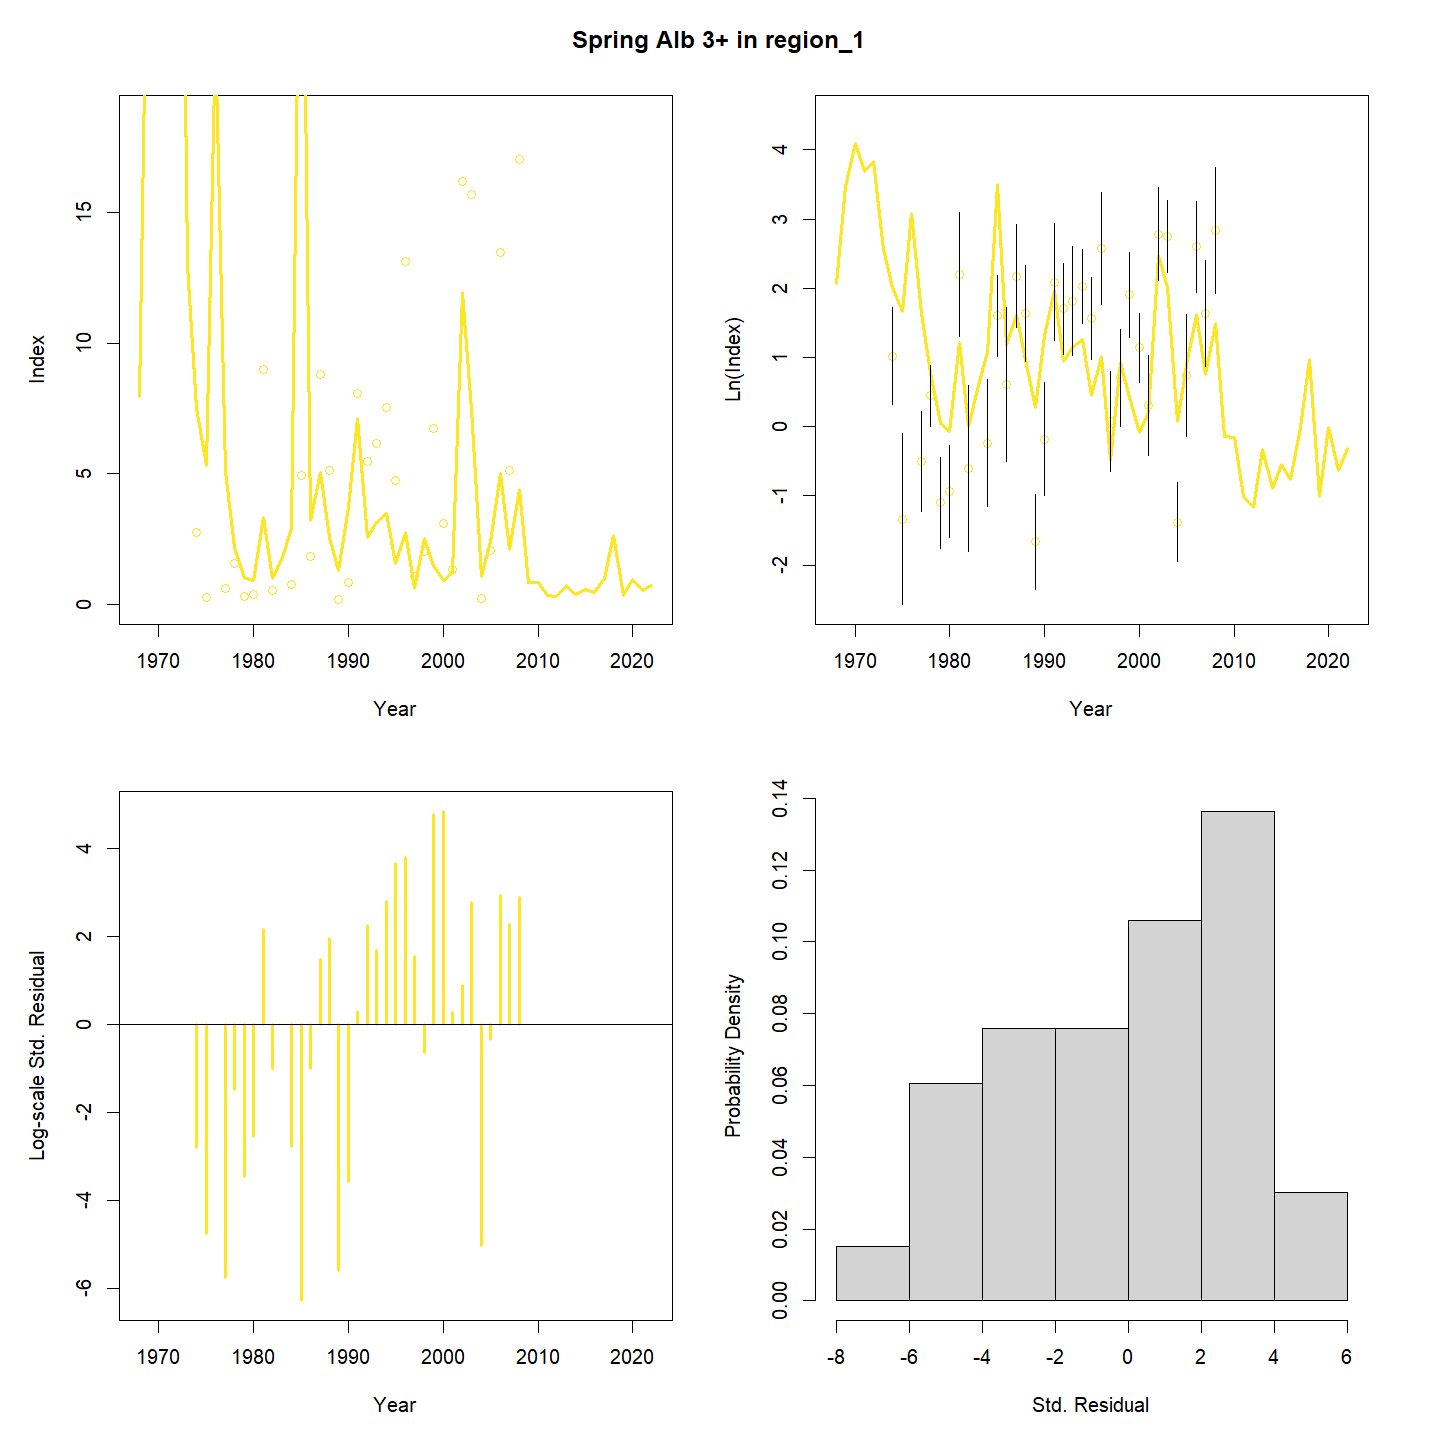 Spring Alb 3+ in region_1
Index
15
10
5
0
1970 1980 1990 2000 2010 2020
Year
Ln(Index)
4
3
2
1
0
-1
-2
1970 1980 1990 2000 2010 2020
Year
Log-scale Std. Residual
4
2
0
-2
-4
-6
1970 1980 1990 2000 2010 2020
Year
Probability Density
0.14
0.12
0.10
0.08
0.06
0.04
0.02
0.00
-8 -6 -4 -2 0 2 4 6
Std. Residual